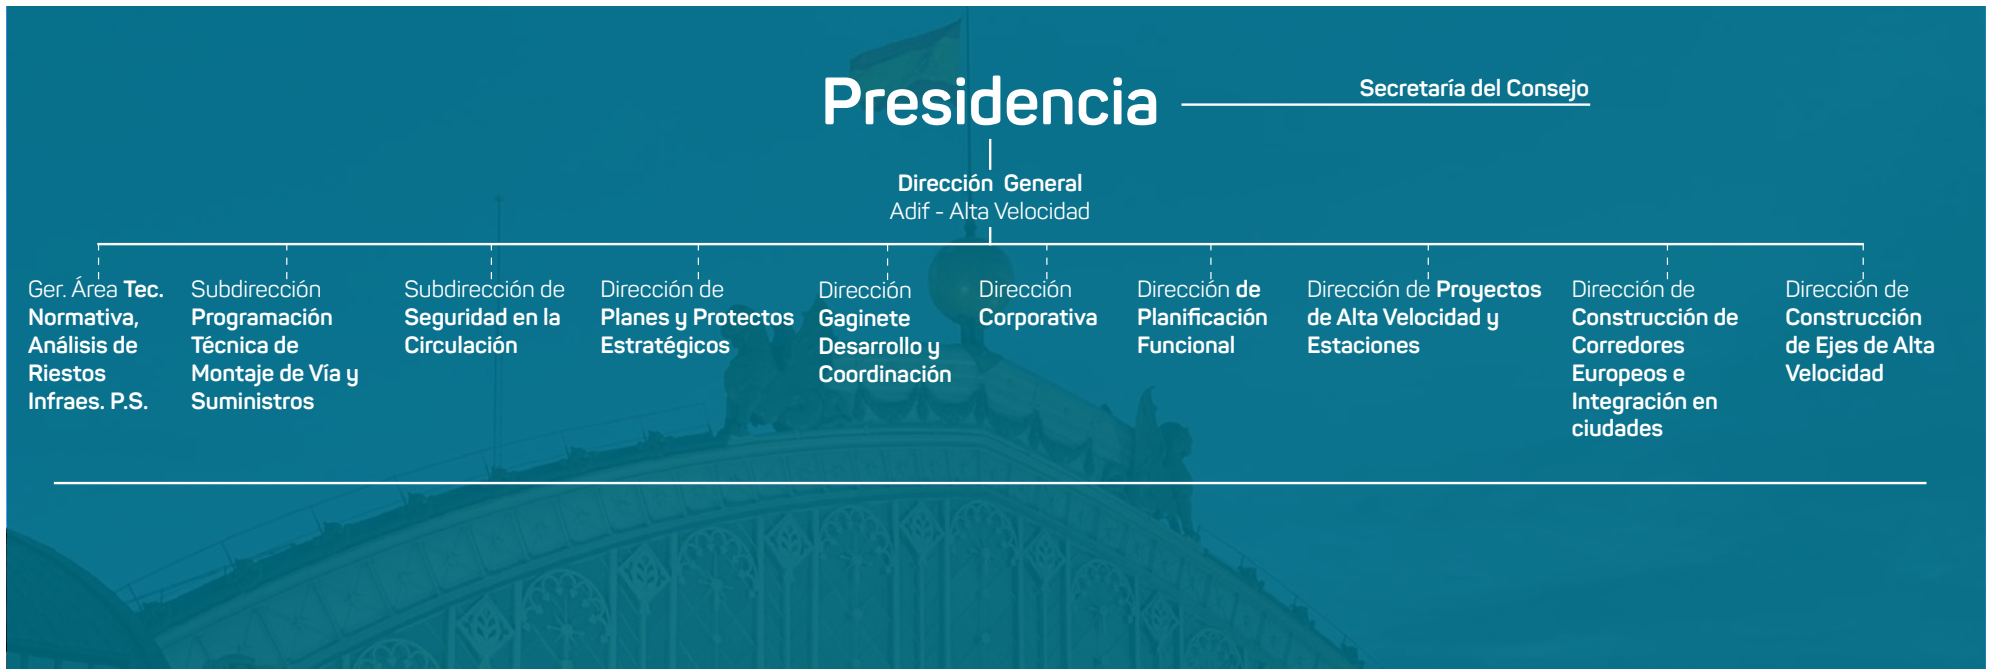 Presidencia
Secretaría del Consejo
Dirección General
Adif - Alta Velocidad
Ger. Área Tec.
Normativa,
Análisis de
Riestos
Infraes. P.S.
Subdirección
Programación
Técnica de
Montaje de Vía y
Suministros
Subdirección de
Seguridad en la
Circulación
Dirección de
Planes y Protectos
Estratégicos
Dirección
Gaginete
Desarrollo y
Coordinación
Dirección
Corporativa
Dirección de
Planificación
Funcional
Dirección de Proyectos
de Alta Velocidad y
Estaciones
Dirección de
Construcción de
Corredores
Europeos e
Integración en
ciudades
Dirección de
Construcción
de Ejes de Alta
Velocidad